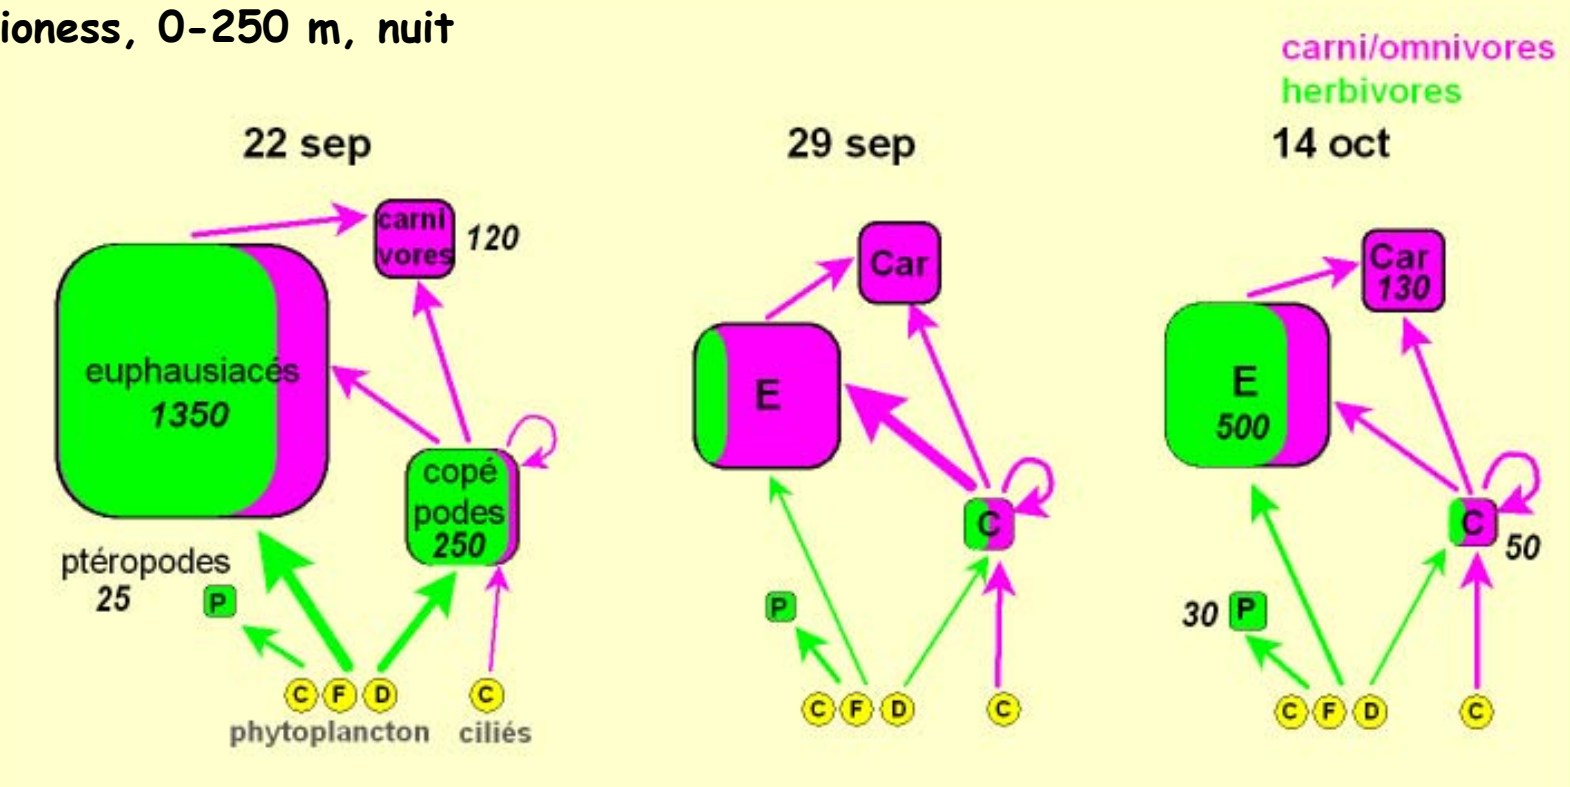 ioness, 0-250 m, nuit
carni/omnivores
herbivores
22 sep
carni
vores
120
euphausiacés
1350
copé
podes
250
ptéropodes
25
P
C F D
C
phytoplancton
ciliés
29 sep
Car
E
C
P
C F D
C
14 oct
Car
130
E
500
C
50
30
P
C F D
C